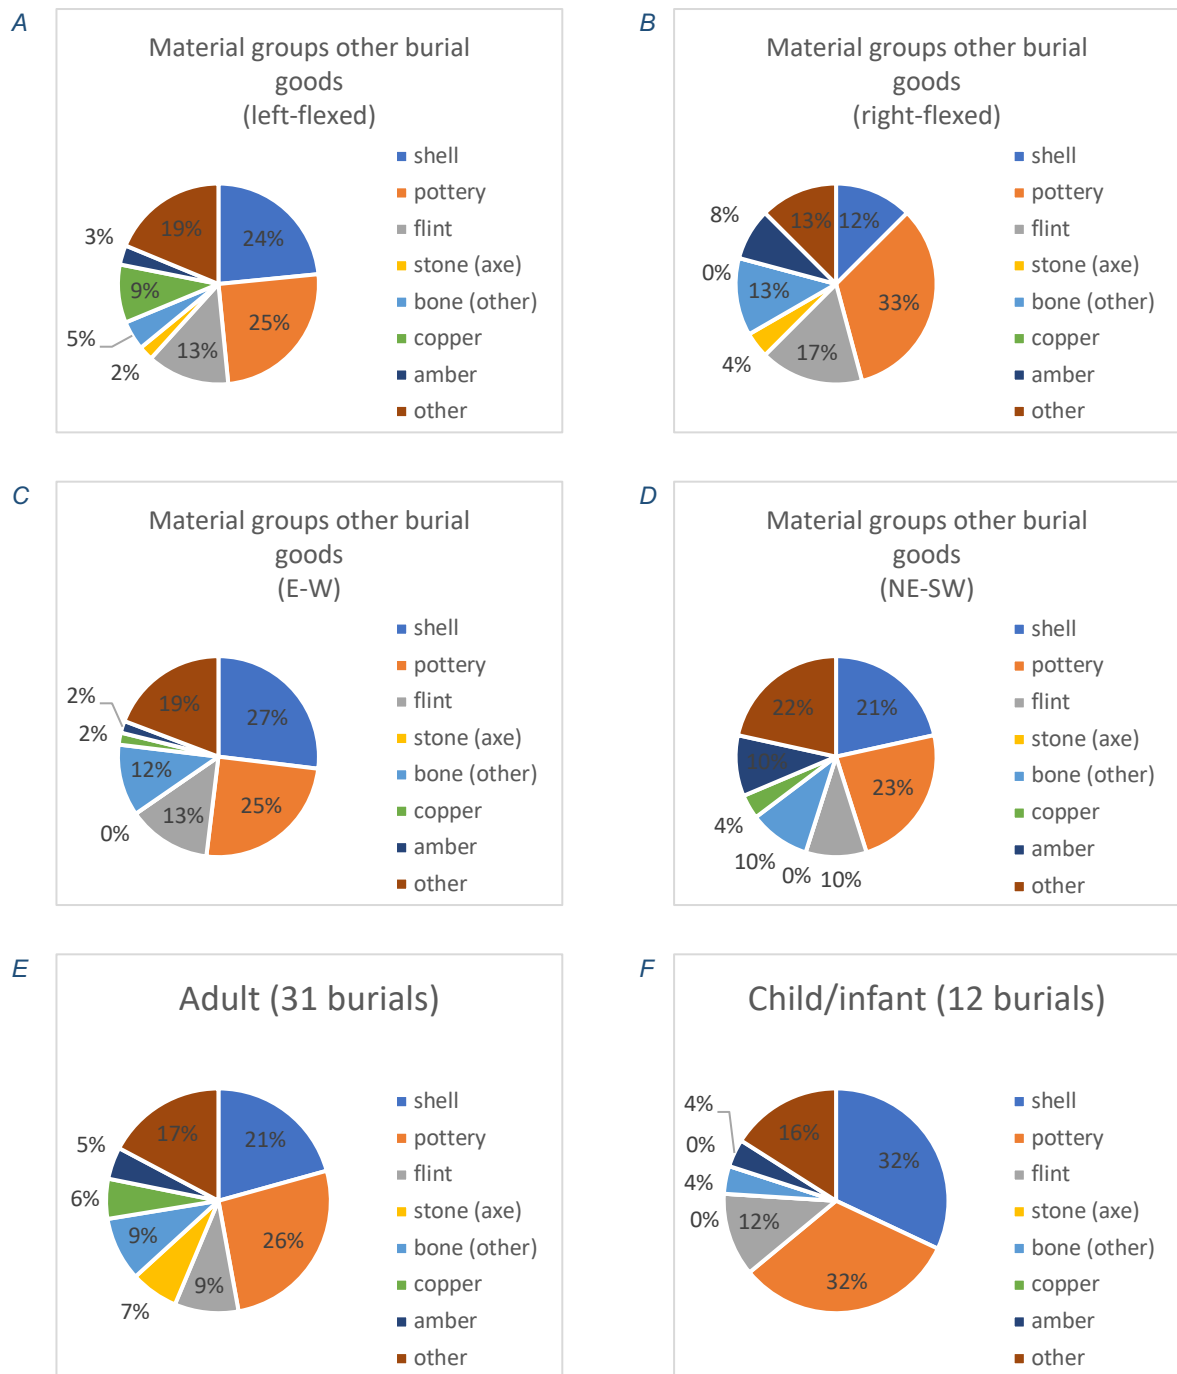 A
Material groups other burial
goods
(left-flexed)
shell
pottery
flint
stone (axe)
bone (other)
copper
amber
other
24%
25%
13%
2%
5%
9%
3%
19%
B
Material groups other burial
goods
(right-flexed)
shell
pottery
flint
stone (axe)
bone (other)
copper
amber
other
12%
33%
17%
4%
13%
0%
8%
13%
C
Material groups other burial
goods
(E-W)
shell
pottery
flint
stone (axe)
bone (other)
copper
amber
other
27%
25%
13%
0%
12%
2%
2%
19%
D
Material groups other burial
goods
(NE-SW)
shell
pottery
flint
stone (axe)
bone (other)
copper
amber
other
21%
23%
10%
0%
10%
4%
10%
22%
E
Adult (31 burials)
shell
pottery
flint
stone (axe)
bone (other)
copper
amber
other
21%
26%
9%
7%
9%
6%
5%
17%
F
Child/infant (12 burials)
shell
pottery
flint
stone (axe)
bone (other)
copper
amber
other
32%
32%
12%
0%
4%
0%
4%
16%